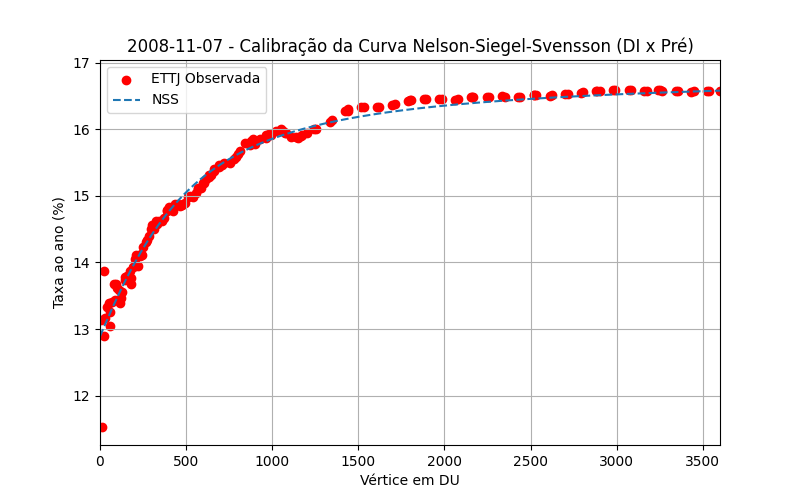 2008-11-07 - Calibração da Curva Nelson-Siegel-Svensson (DI x Pré)
ETTJ Observada
NSS
Taxa ao ano (%)
17
16
15
14
13
12
0 500 1000 1500 2000 2500 3000 3500
Vértice em DU